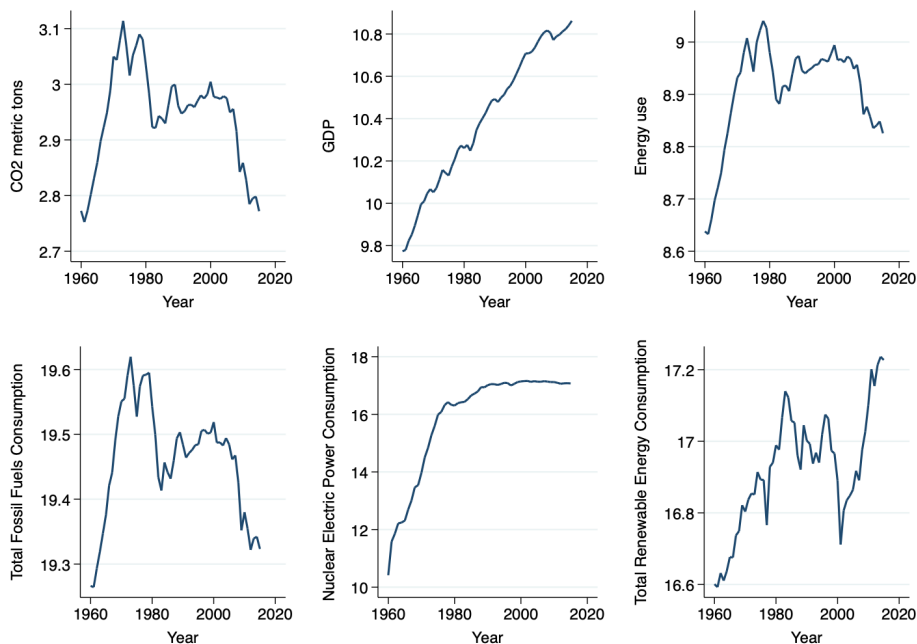 CO2 metric tons
3.1
3
2.9
2.8
2.7
1960 1980 2000 2020
Year
GDP
10.8
10.6
10.4
10.2
10
9.8
1960 1980 2000 2020
Year
Energy use
9
8.9
8.8
8.7
8.6
1960 1980 2000 2020
Year
Total Fossil Fuels Consumption
19.6
19.5
19.4
19.3
1960 1980 2000 2020
Year
Nuclear Electric Power Consumption
18
16
14
12
10
1960 1980 2000 2020
Year
Total Renewable Energy Consumption
17.2
17
16.8
16.6
1960 1980 2000 2020
Year